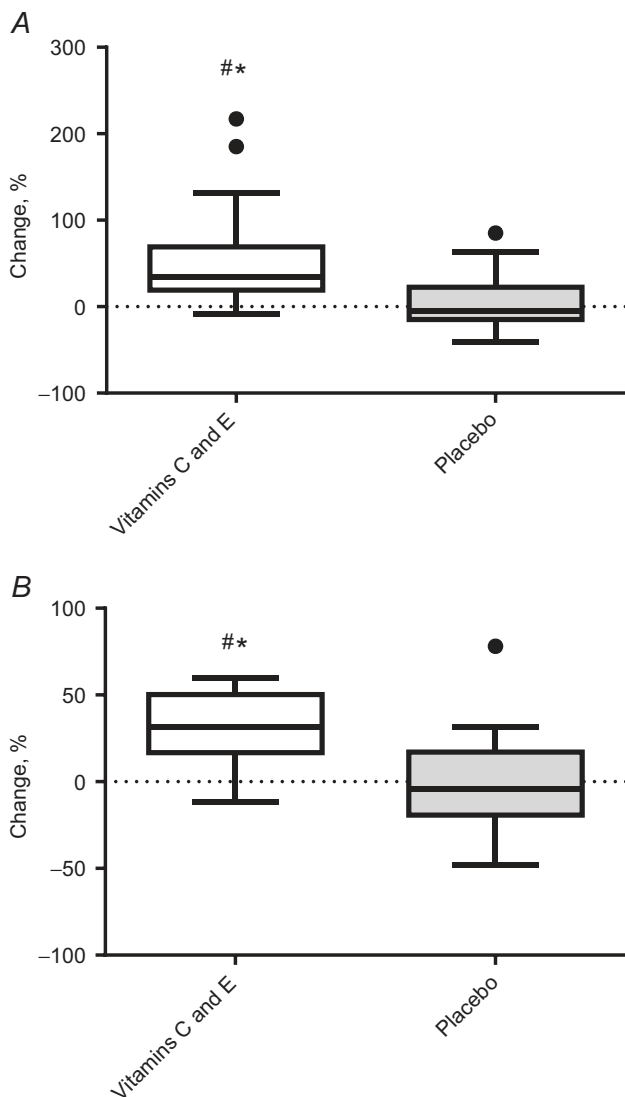 A
300
#*
200
100
0
–100
Change, %
Vitamins C and E
Placebo
B
100
#*
50
0
–50
–100
Change, %
Vitamins C and E
Placebo